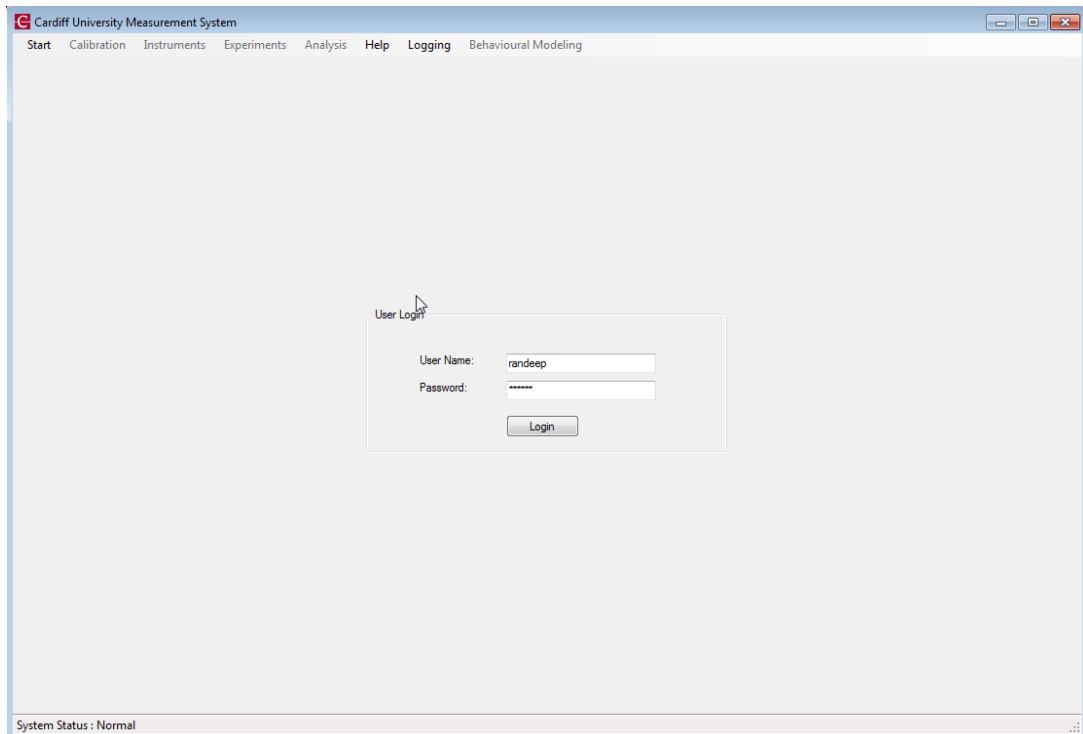 Cardiff University Measurement System
Start Calibration Instruments Experiments Analysis Help Logging Behavioural Modeling
User Login
User Name: randeep
Password: ******
Login
System Status : Normal